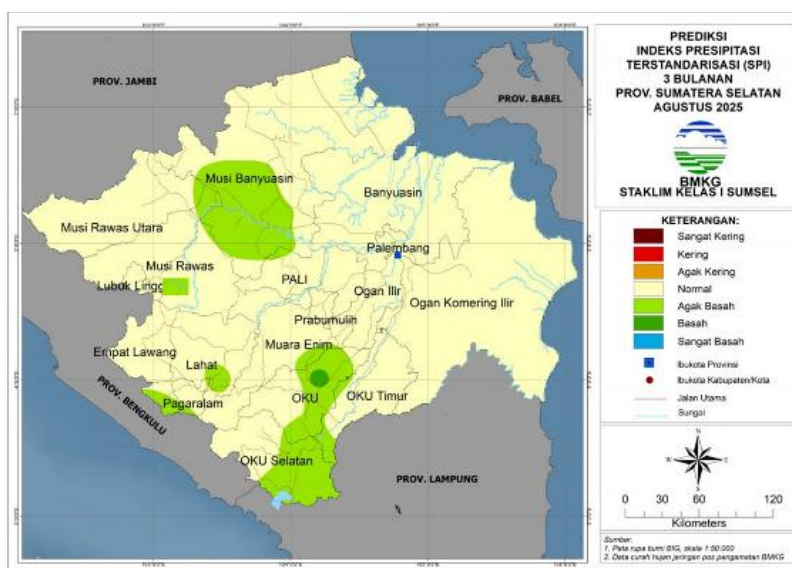 PREDIKSI
INDEKS PRESIPITASI
TERSTANDARISASI (SPI)
3 BULANAN
PROV. SUMATERA SELATAN
AGUSTUS 2025
BMKG
STAKLIM KELAS I SUMSEL
KETERANGAN:
Sangat Kering
Kering
Agak Kering
Normal
Agak Basah
Basah
Sangat Basah
Ibukota Provinsi
Ibukota Kabupaten/Kota
Jalan Utama
Sungai
N
W
E
S
0 30 60 120
Kilometers
Sumber:
1. Peta rupa bumi BIG, skala 1:50.000
2. Data curah hujan jaringan pos pengamatan BMKG
PROV. JAMBI
PROV. BABEL
Musi Banyuasin
Banyuasin
Musi Rawas Utara
Palembang
Musi Rawas
Lubuk Lingg
PALI
Ogan Ilir
Ogan Komering Ilir
Prabumulih
Muara Enim
Empat Lawang
Lahat
Pagaralam
OKU
OKU Timur
PROV. BENGKULU
OKU Selatan
PROV. LAMPUNG